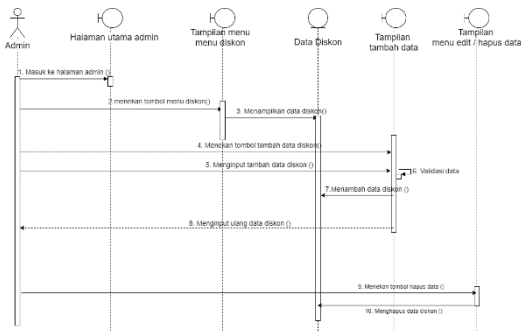 Admin
Halaman utama admin
Tampilan menu
menu diskon
Data Diskon
Tampilan
tambah data
Tampilan
menu edit / hapus data
1. Masuk ke halaman admin ()
2.menekan tombol menu diskon()
3. Menampilkan data diskon()
4. Menekan tombol tambah data diskon()
5. Menginput tambah data diskon ()
6. Validasi data
7.Menambah data diskon ()
8. Menginput ulang data diskon ()
9. Menekan tombol hapus data ()
10. Menghapus data diskon ()